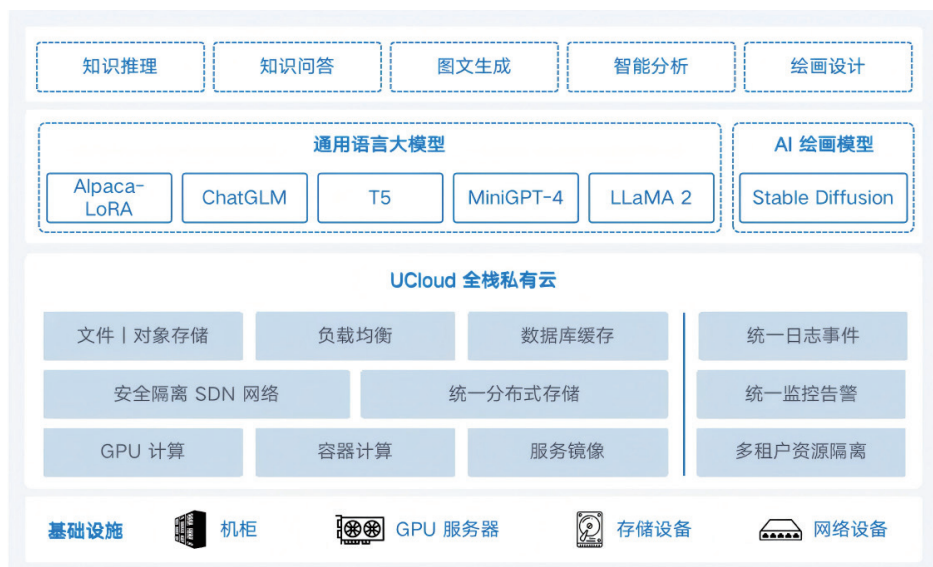 知识推理
知识问答
图文生成
智能分析
绘画设计
通用语言大模型
AI 绘画模型
Alpaca-
LoRA
ChatGLM
T5
MiniGPT-4
LLaMA 2
Stable Diffusion
UCloud 全栈私有云
文件丨对象存储
负载均衡
数据库缓存
统一日志事件
安全隔离 SDN 网络
统一分布式存储
统一监控告警
GPU 计算
容器计算
服务镜像
多租户资源隔离
基础设施
机柜
GPU 服务器
存储设备
网络设备